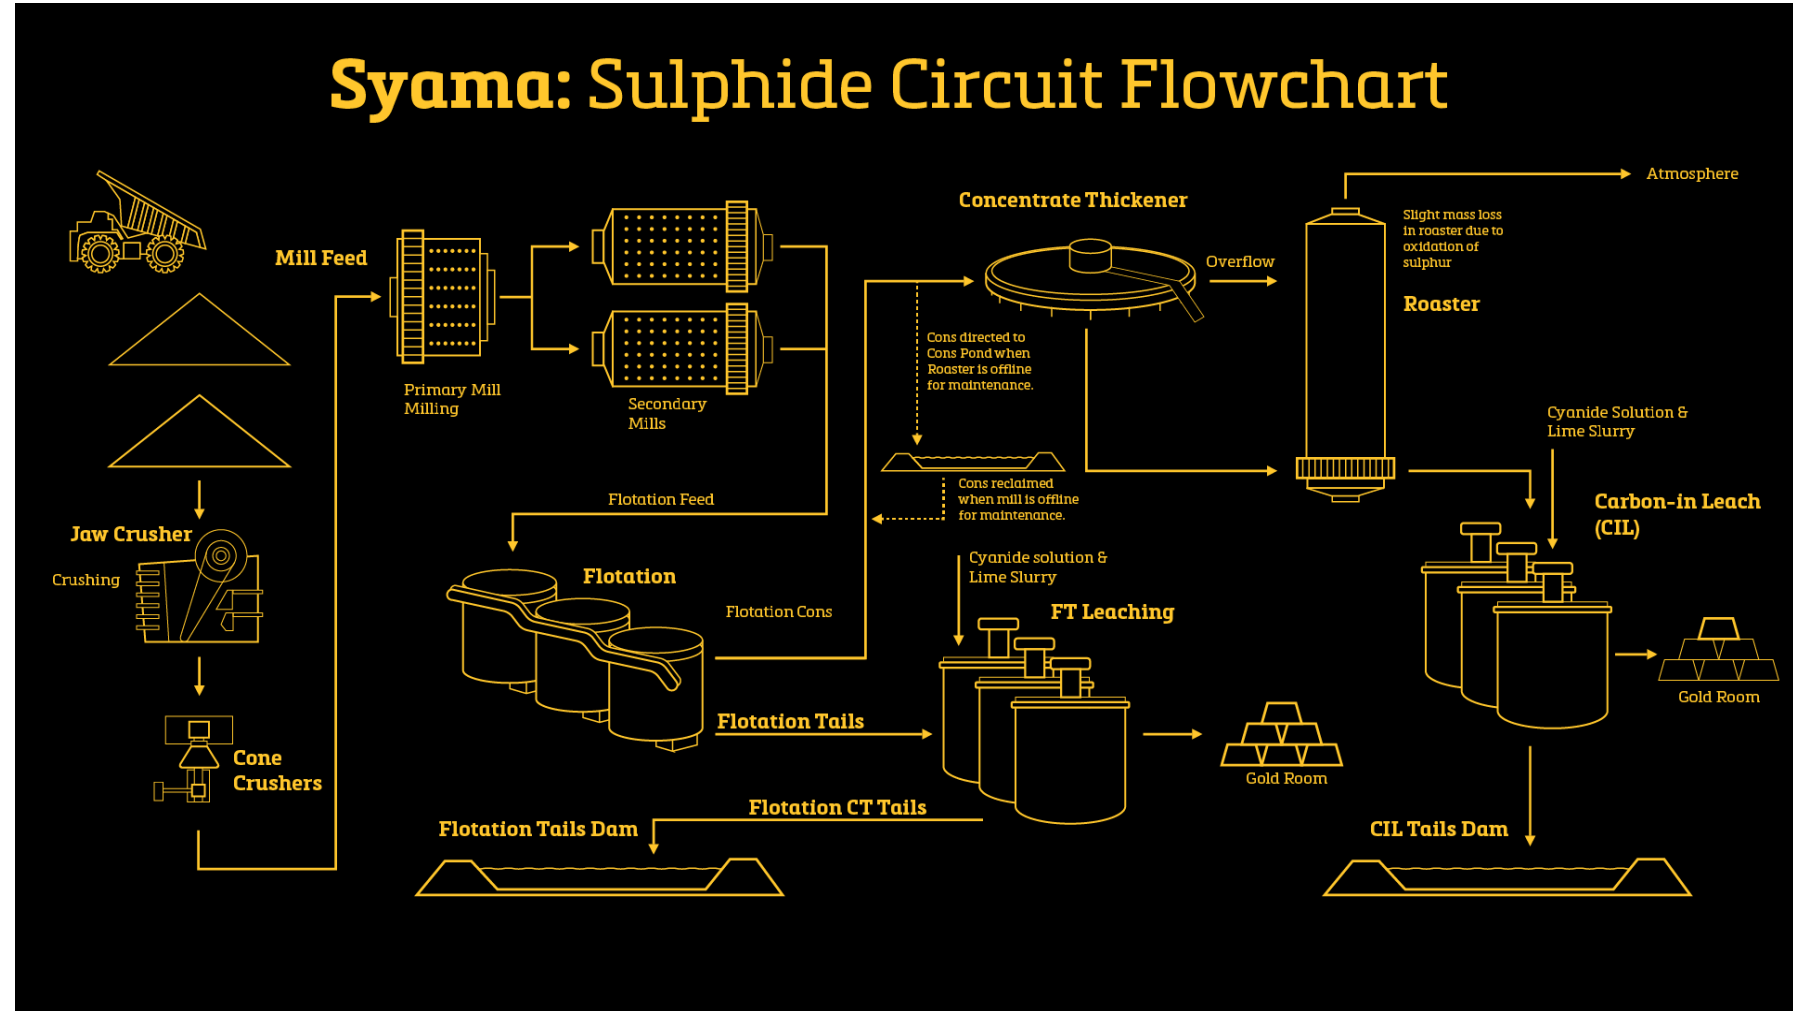 Syama: Sulphide Circuit Flowchart
Mill Feed
Primary Mill
Milling
Secondary
Mills
Jaw Crusher
Crushing
Cone
Crushers
Flotation Feed
Flotation
Flotation Cons
Flotation Tails
Flotation CT Tails
Flotation Tails Dam
Concentrate Thickener
Overflow
Cons directed to
Cons Pond when
Roaster is offline
for maintenance.
Cons reclaimed
when mill is offline
for maintenance.
Cyanide solution &
Lime Slurry
FT Leaching
Gold Room
Atmosphere
Slight mass loss
in roaster due to
oxidation of
sulphur
Roaster
Cyanide Solution &
Lime Slurry
Carbon-in Leach
(CIL)
Gold Room
CIL Tails Dam